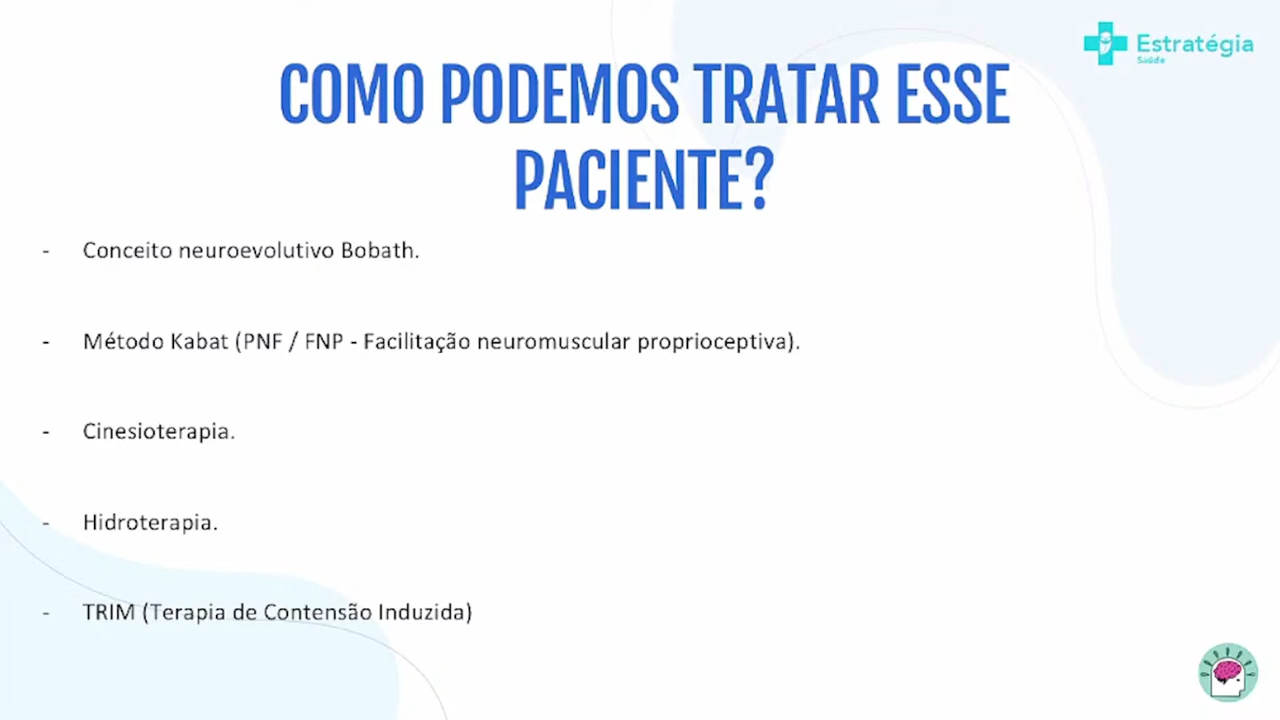 Estratégia
Saúde
COMO PODEMOS TRATAR ESSE
PACIENTE?
- Conceito neuroevolutivo Bobath.
- Método Kabat (PNF / FNP - Facilitação neuromuscular proprioceptiva).
- Cinesioterapia.
- Hidroterapia.
- TRIM (Terapia de Contensão Induzida)